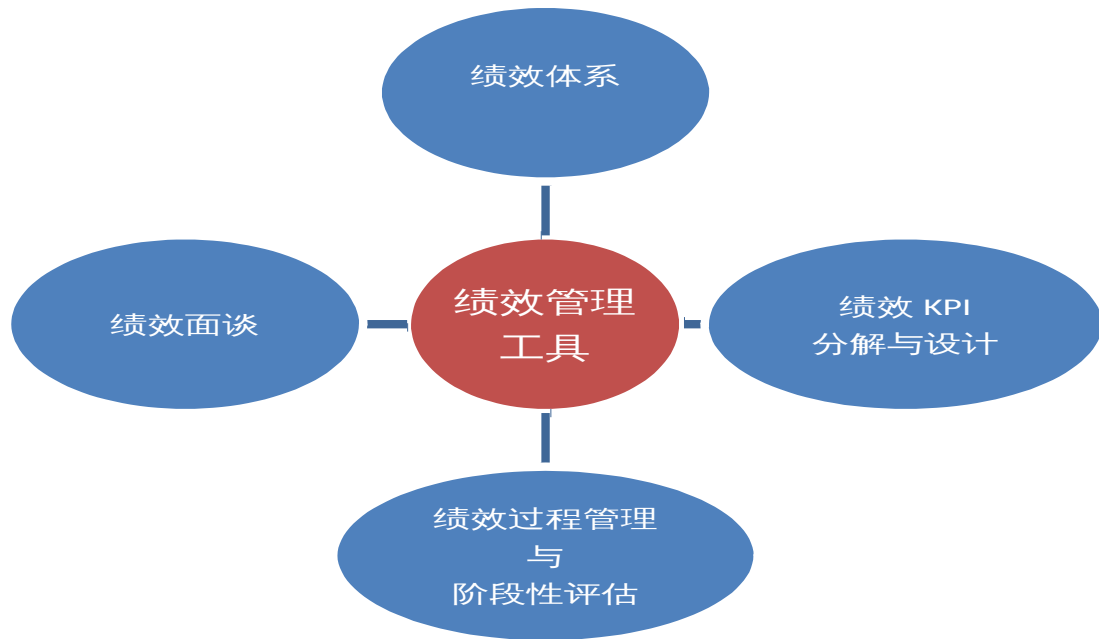 绩效体系
绩效面谈
绩效管理
工具
绩效 KPI
分解与设计
绩效过程管理
与
阶段性评估